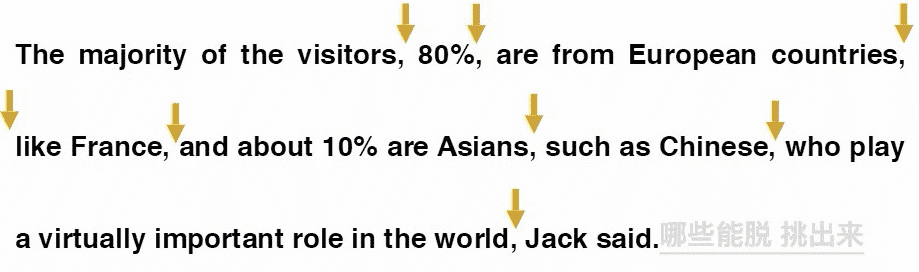 The majority of the visitors, 80%, are from European countries,
like France, and about 10% are Asians, such as Chinese, who play
a virtually important role in the world, Jack said.哪些能脱 挑出来